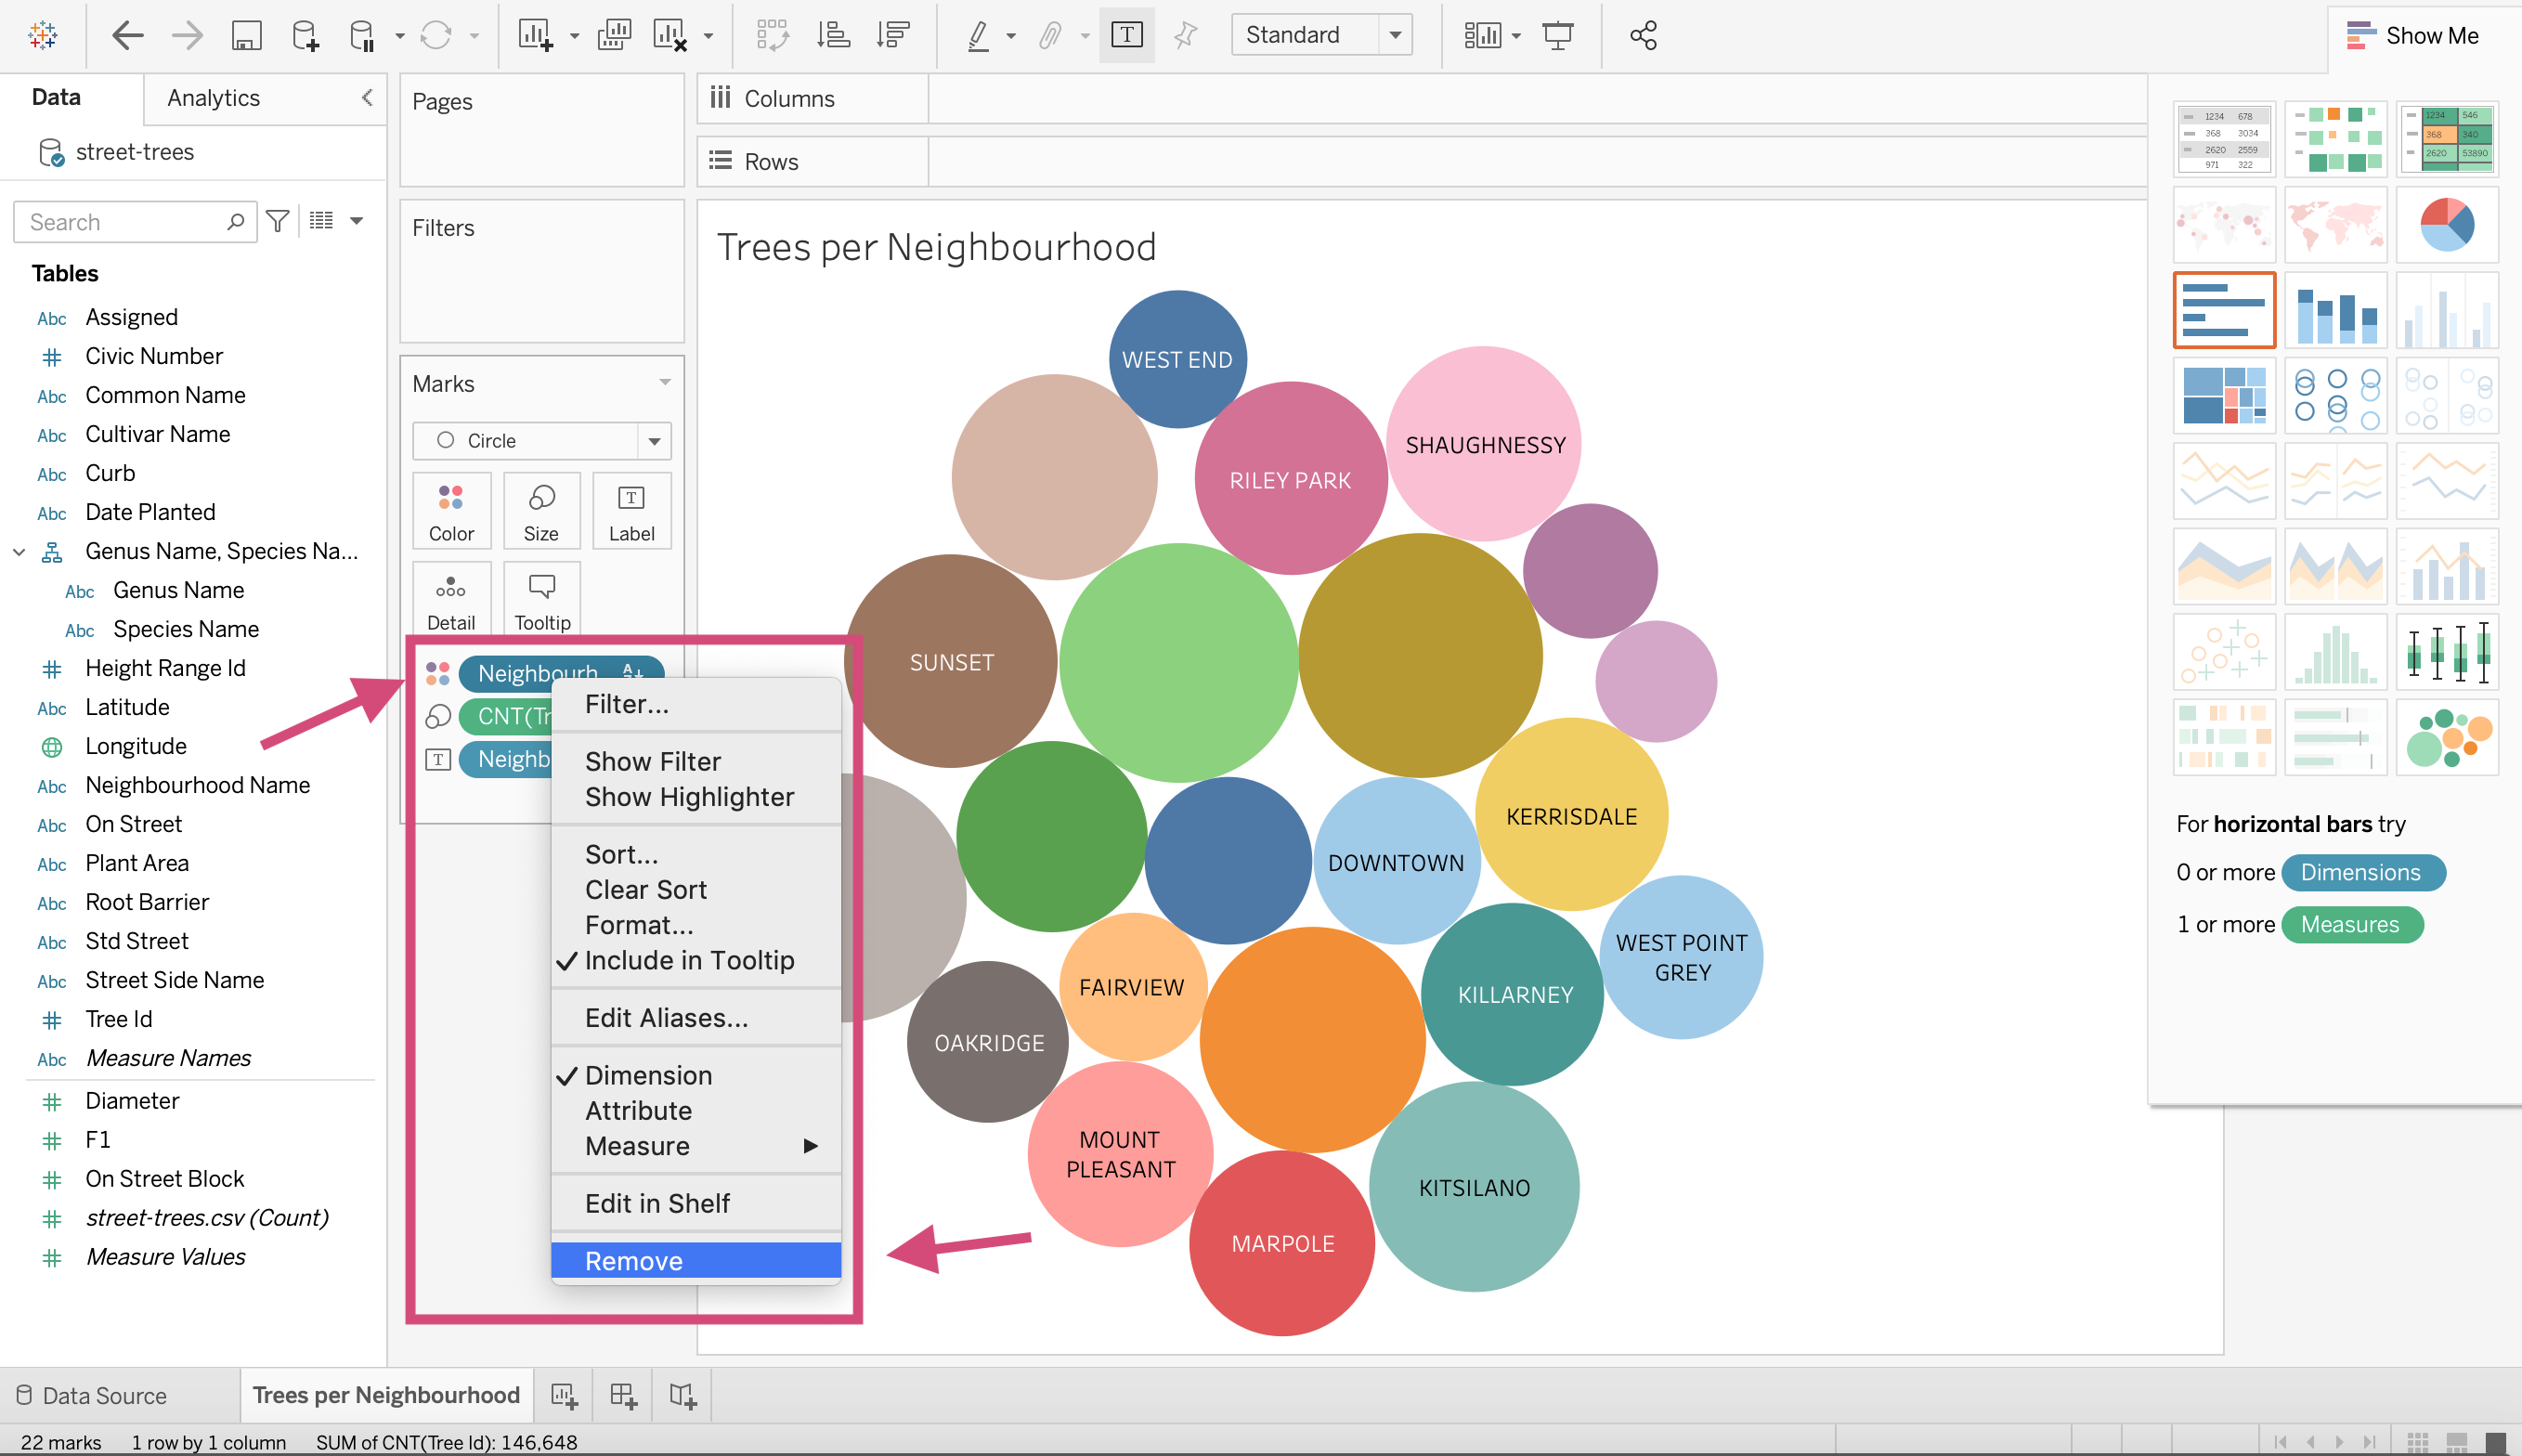 Standard
Show Me
Data
Analytics
street-trees
Search
Tables
Abc Assigned
Civic Number
Abc Common Name
Abc Cultivar Name
Abc Curb
Abc Date Planted
Genus Name, Species Na...
Abc Genus Name
Abc Species Name
Height Range Id
Abc Latitude
Longitude
Abc Neighbourhood Name
Abc On Street
Abc Plant Area
Abc Root Barrier
Abc Std Street
Abc Street Side Name
Tree Id
Abc Measure Names
Diameter
F1
On Street Block
street-trees.csv (Count)
Measure Values
Pages
Filters
Marks
Circle
Color
Size
T
Label
Detail
Tooltip
Neighbourh..
CNT(Tr
T Neighb
Filter...
Show Filter
Show Highlighter
Sort...
Clear Sort
Format...
✓ Include in Tooltip
Edit Aliases...
✓ Dimension
Attribute
Measure
Edit in Shelf
Remove
Columns
Rows
Trees per Neighbourhood
WEST END
SHAUGHNESSY
RILEY PARK
SUNSET
KERRISDALE
DOWNTOWN
WEST POINT
GREY
FAIRVIEW
KILLARNEY
OAKRIDGE
MOUNT
PLEASANT
KITSILANO
MARPOLE
1234 678
368 3034
2620 2559
971 322
1234 546
368 340
2620 53890
For horizontal bars try
0 or more Dimensions
1 or more Measures
Data Source
Trees per Neighbourhood
22 marks 1 row by 1 column SUM of CNT(Tree Id): 146,648